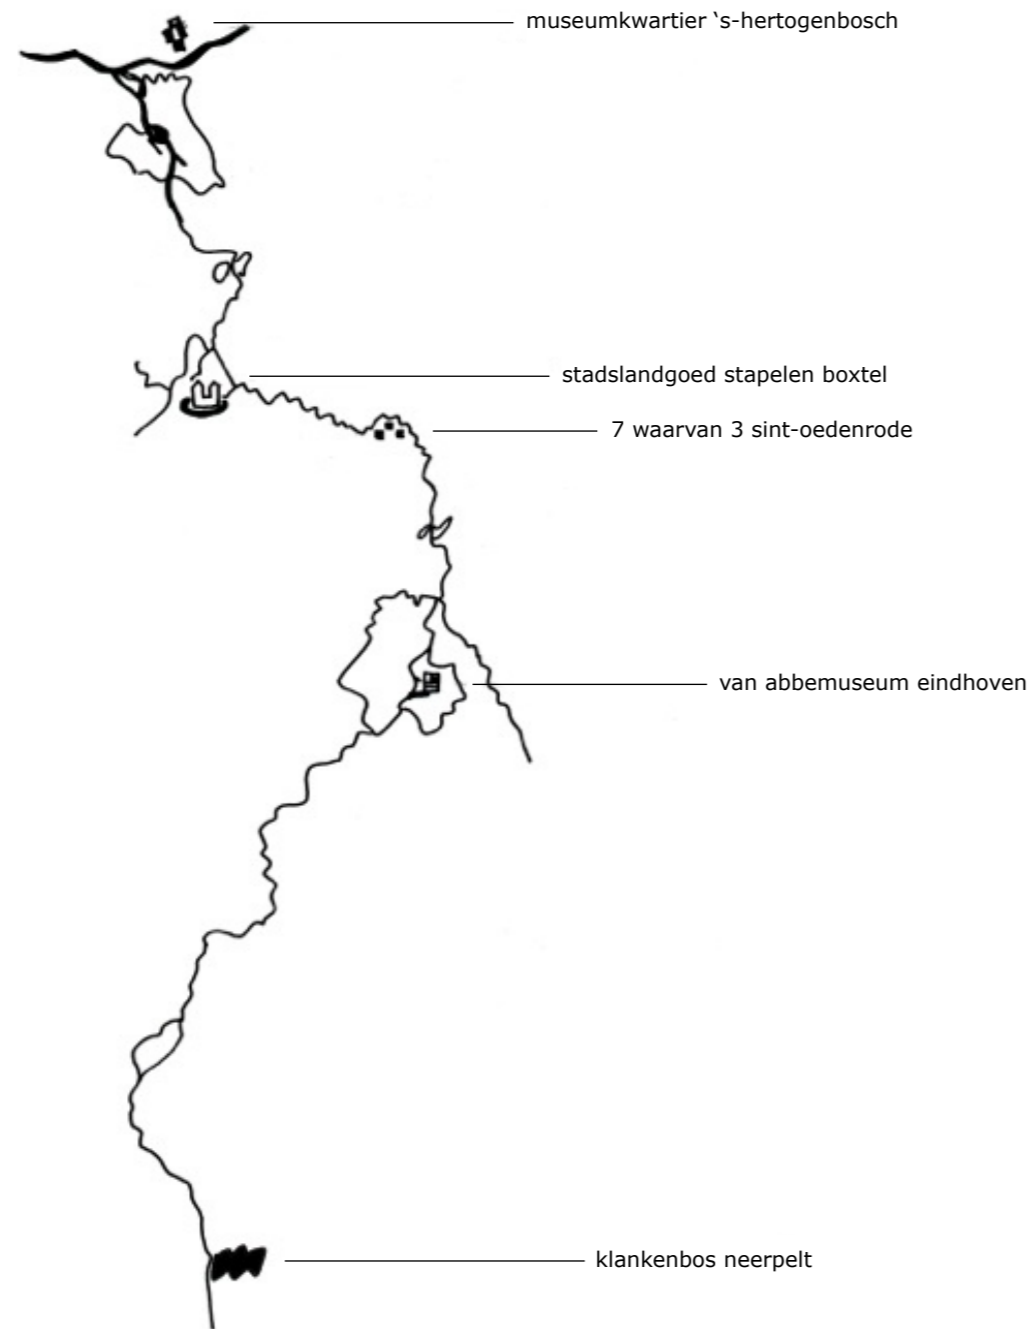 museumkwartier ‘s-hertogenbosch
stadslandgoed stapelen boxtel
7 waarvan 3 sint-oedenrode
van abbemuseum eindhoven
klankenbos neerpelt